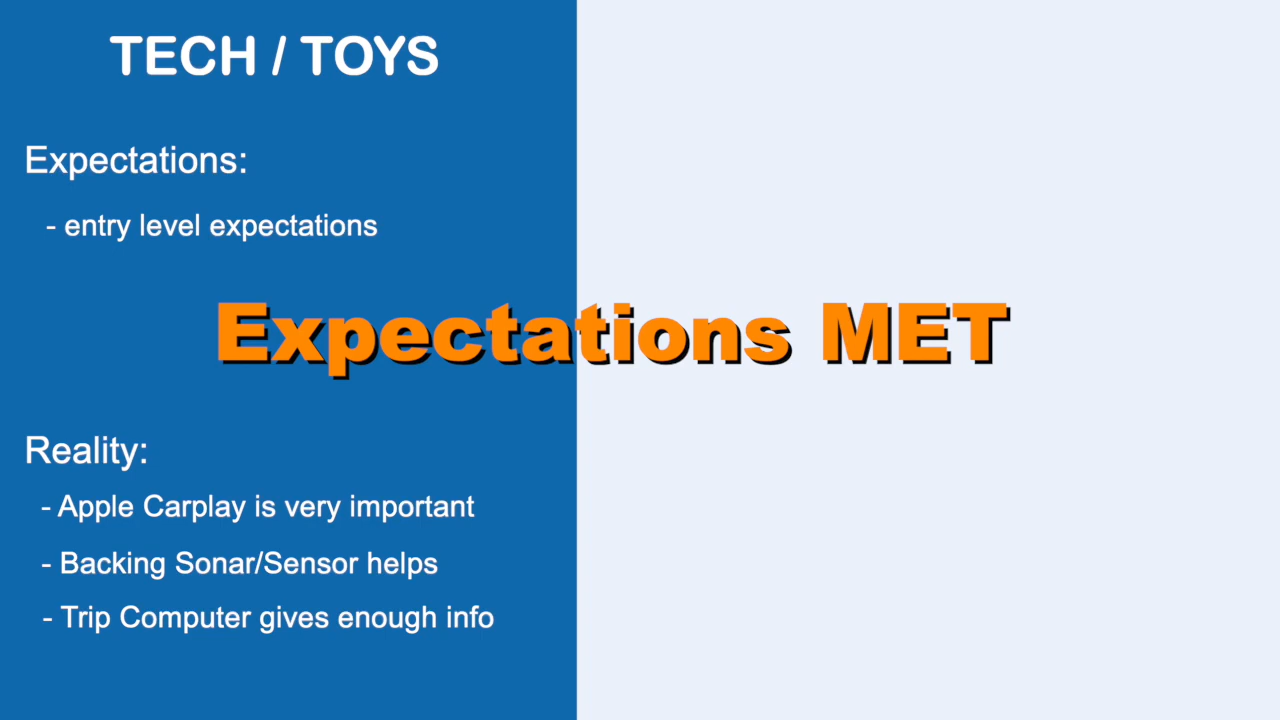 TECH / TOYS
Expectations:
- entry level expectations
Expectations MET
Reality:
- Apple Carplay is very important
- Backing Sonar/Sensor helps
- Trip Computer gives enough info